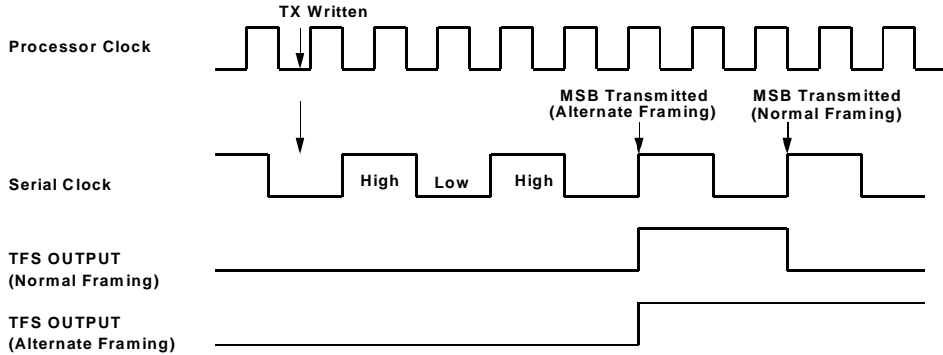 TX Written
Processor Clock
MSB Transmitted
(Alternate Framing)
MSB Transmitted
(Normal Framing)
Serial Clock
High
Low
High
TFS OUTPUT
(Normal Framing)
TFS OUTPUT
(Alternate Framing)